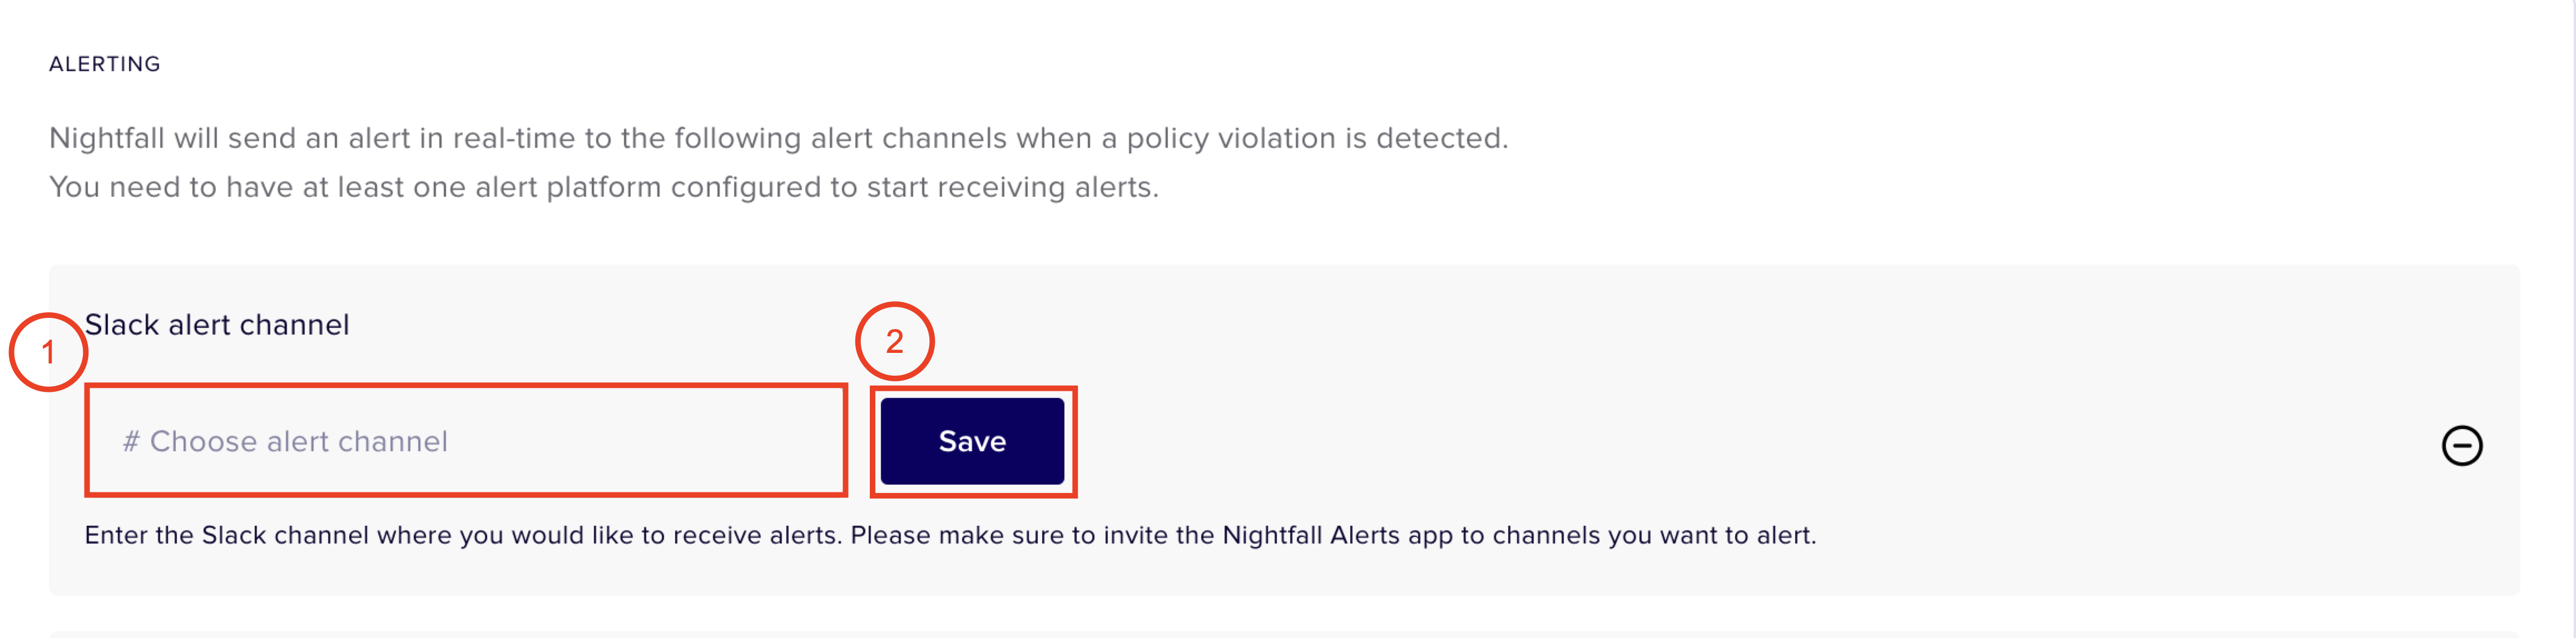 ALERTING
Nightfall will send an alert in real-time to the following alert channels when a policy violation is detected.
You need to have at least one alert platform configured to start receiving alerts.
Slack alert channel
1
2
# Choose alert channel
Save
Enter the Slack channel where you would like to receive alerts. Please make sure to invite the Nightfall Alerts app to channels you want to alert.